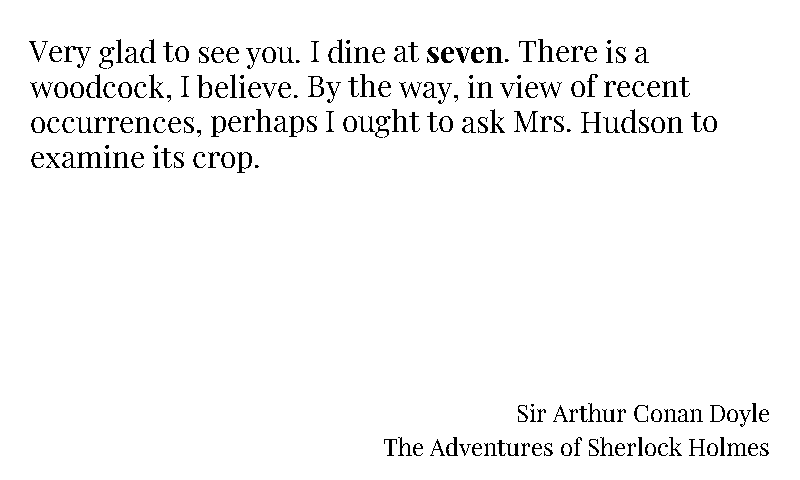 Very glad to see you. I dine at seven. There is a
woodcock, I believe. By the way, in view of recent
occurrences, perhaps I ought to ask Mrs. Hudson to
examine its crop.
Sir Arthur Conan Doyle
The Adventures of Sherlock Holmes